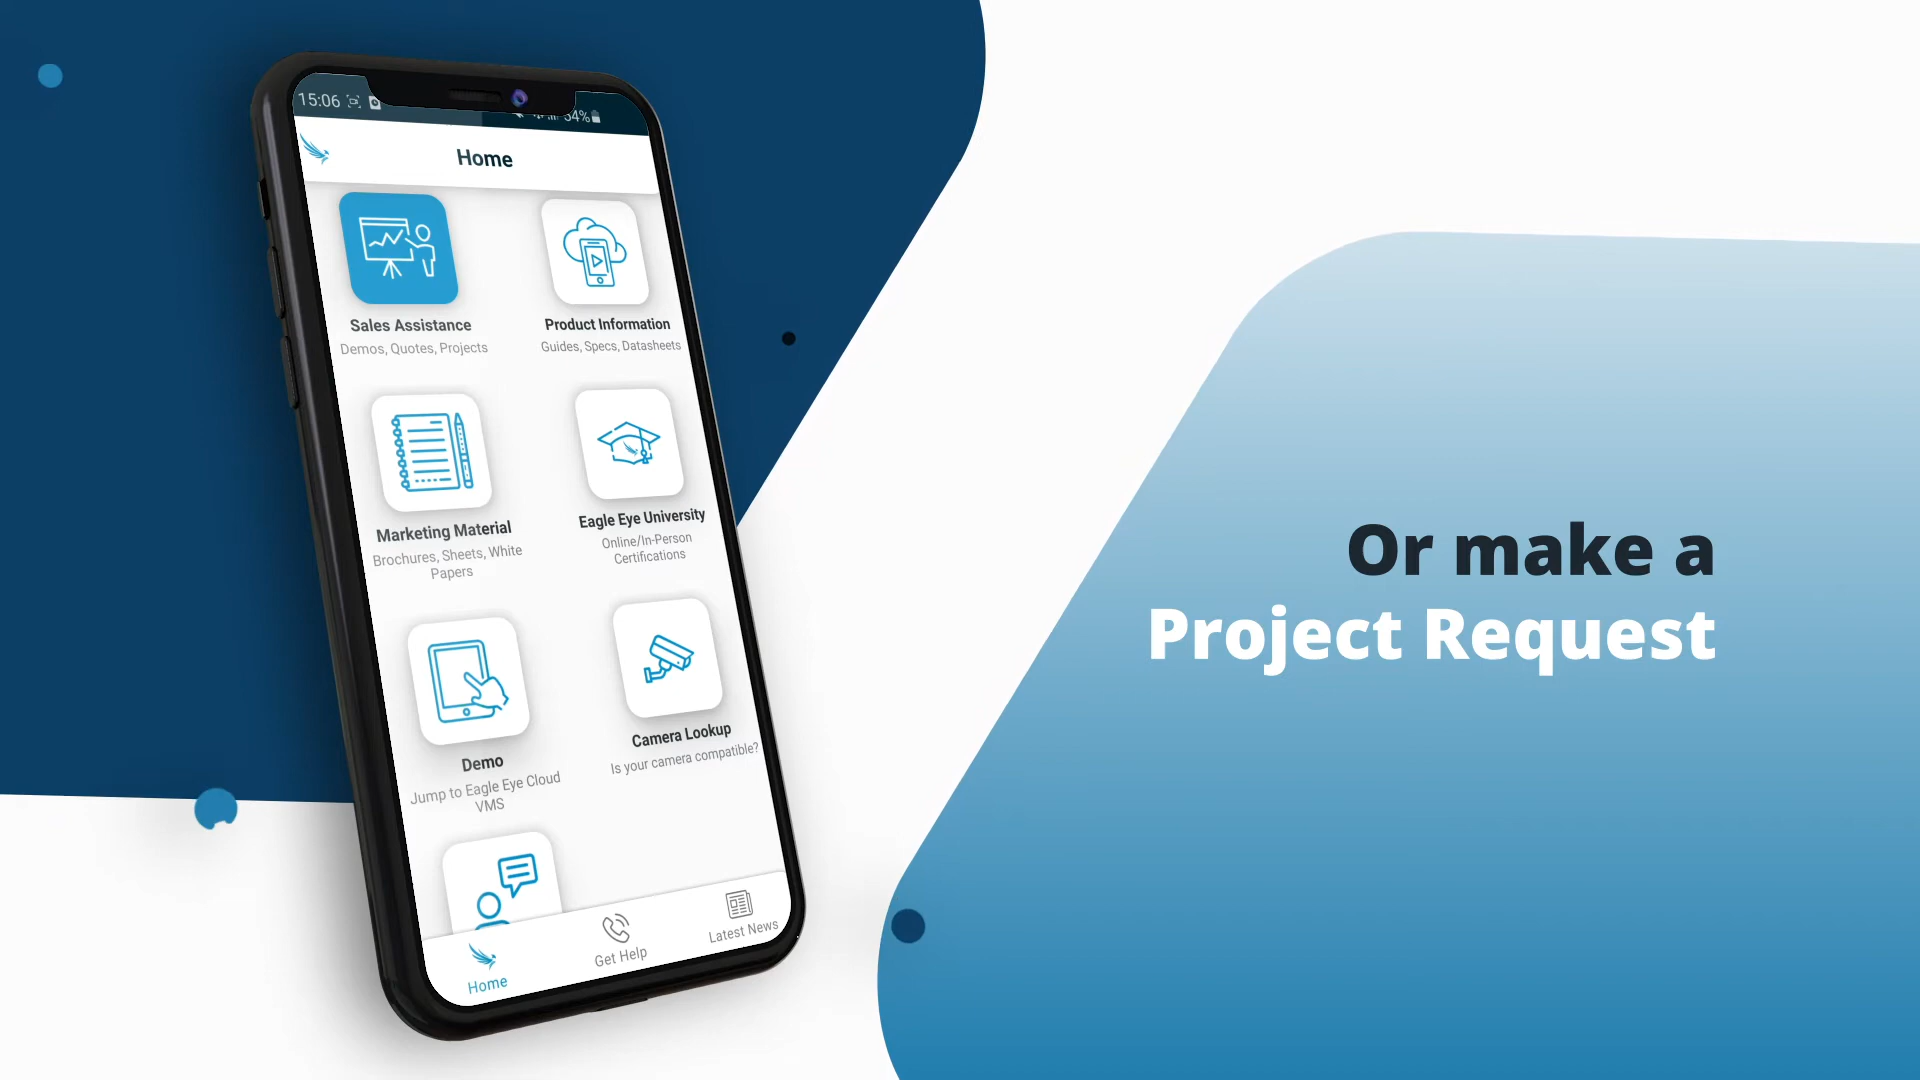 15:06
54%
Home
Sales Assistance
Demos, Quotes, Projects
Product Information
Guides, Specs, Datasheets
Marketing Material
Brochures, Sheets, White
Papers
Eagle Eye University
Online/In-Person
Certifications
Demo
Jump to Eagle Eye Cloud
VMS
Camera Lookup
Is your camera compatible?
Home
Get Help
Latest News
Or make a
Project Request